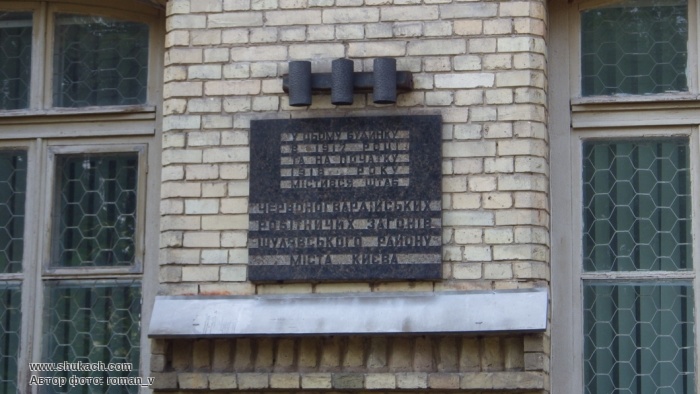 У ЦЬОМУ БУДИНКУ
В 1917 РОЦІ
ТА НА ПОЧАТКУ
1918 РОКУ
МІСТИВСЯ ШТАБ
ЧЕРВОНОГВАРДІЙСЬКИХ
РОБІТНИЧИХ ЗАГОНІВ
ШУЛЯВСЬКОГО РАЙОНУ
МІСТА КИЄВА
www.shukach.com
Автор фото: roman_v